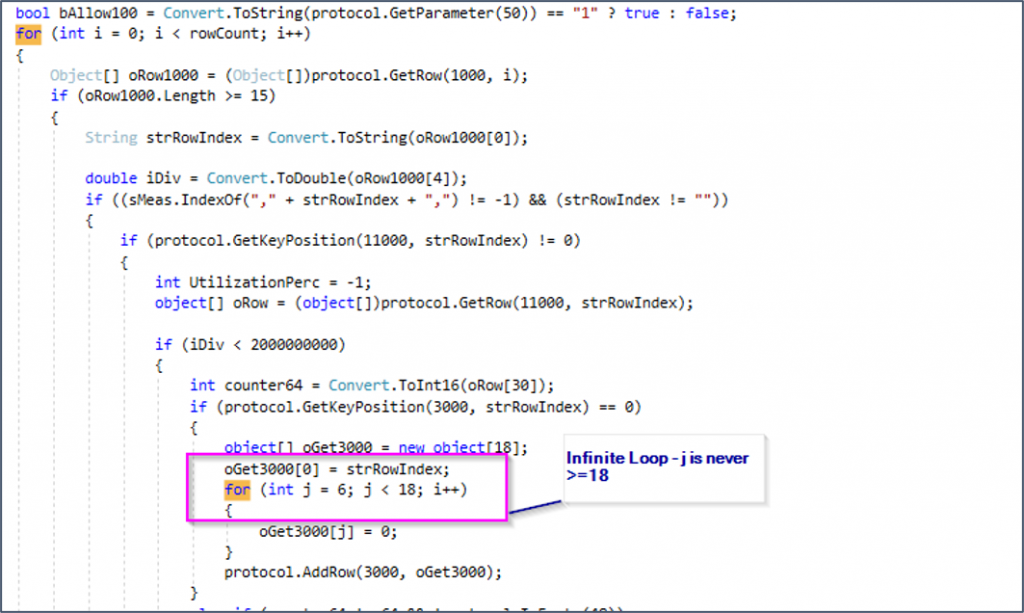 bool bAllow100 = Convert.ToString(protocol.GetParameter(50)) == "1" ? true : false;
for (int i = 0; i < rowCount; i++)
{
Object[] oRow1000 = (Object[])protocol.GetRow(1000, i);
if (oRow1000.Length >= 15)
{
String strRowIndex = Convert.ToString(oRow1000[0]);
double iDiv = Convert.ToDouble(oRow1000[4]);
if ((sMeas.IndexOf("," + strRowIndex + ",") != -1) && (strRowIndex != ""))
{
if (protocol.GetKeyPosition(11000, strRowIndex) != 0)
{
int UtilizationPerc = -1;
object[] oRow = (object[])protocol.GetRow(11000, strRowIndex);
if (iDiv < 2000000000)
{
int counter64 = Convert.ToInt16(oRow[30]);
if (protocol.GetKeyPosition(3000, strRowIndex) == 0)
{
object[] oGet3000 = new object[18];
oGet3000[0] = strRowIndex;
for (int j = 6; j < 18; i++)
{
oGet3000[j] = 0;
}
protocol.AddRow(3000, oGet3000);
}
Infinite Loop - j is never
>=18